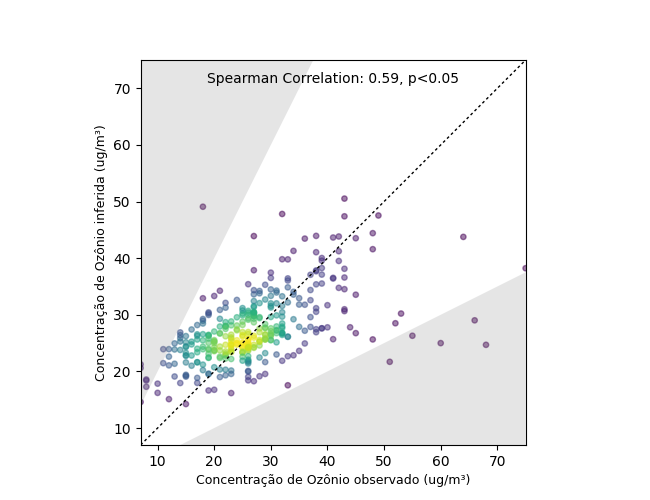 Spearman Correlation: 0.59, p<0.05
70
60
50
40
30
20
10
Concentração de Ozônio inferida (ug/m³)
10 20 30 40 50 60 70
Concentração de Ozônio observado (ug/m³)